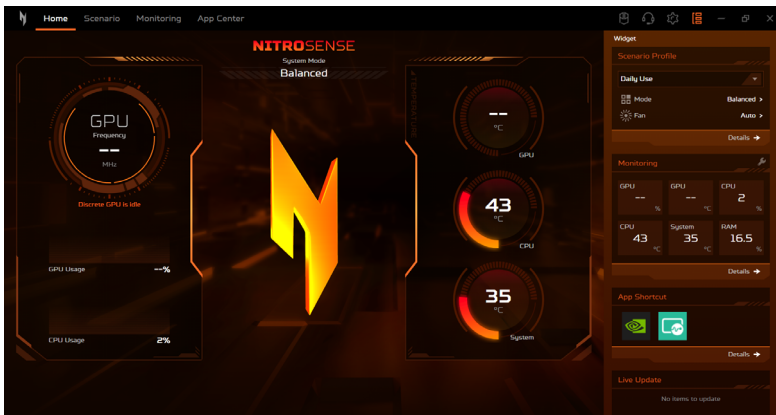 Home Scenario Monitoring App Center
NITROSENSE
System Mode
Balanced
GPU
Frequency
--
MHz
Discrete GPU is idle
GPU Usage --%
CPU Usage 2%
--
°C
GPU
43
°C
CPU
35
°C
System
Widget
Scenario Profile
Daily Use
Mode Balanced >
Fan Auto >
Details →
Monitoring
GPU GPU CPU
-- -- 2
% °C %
CPU System RAM
43 35 16.5
°C °C %
Details →
App Shortcut
Details →
Live Update
No items to update